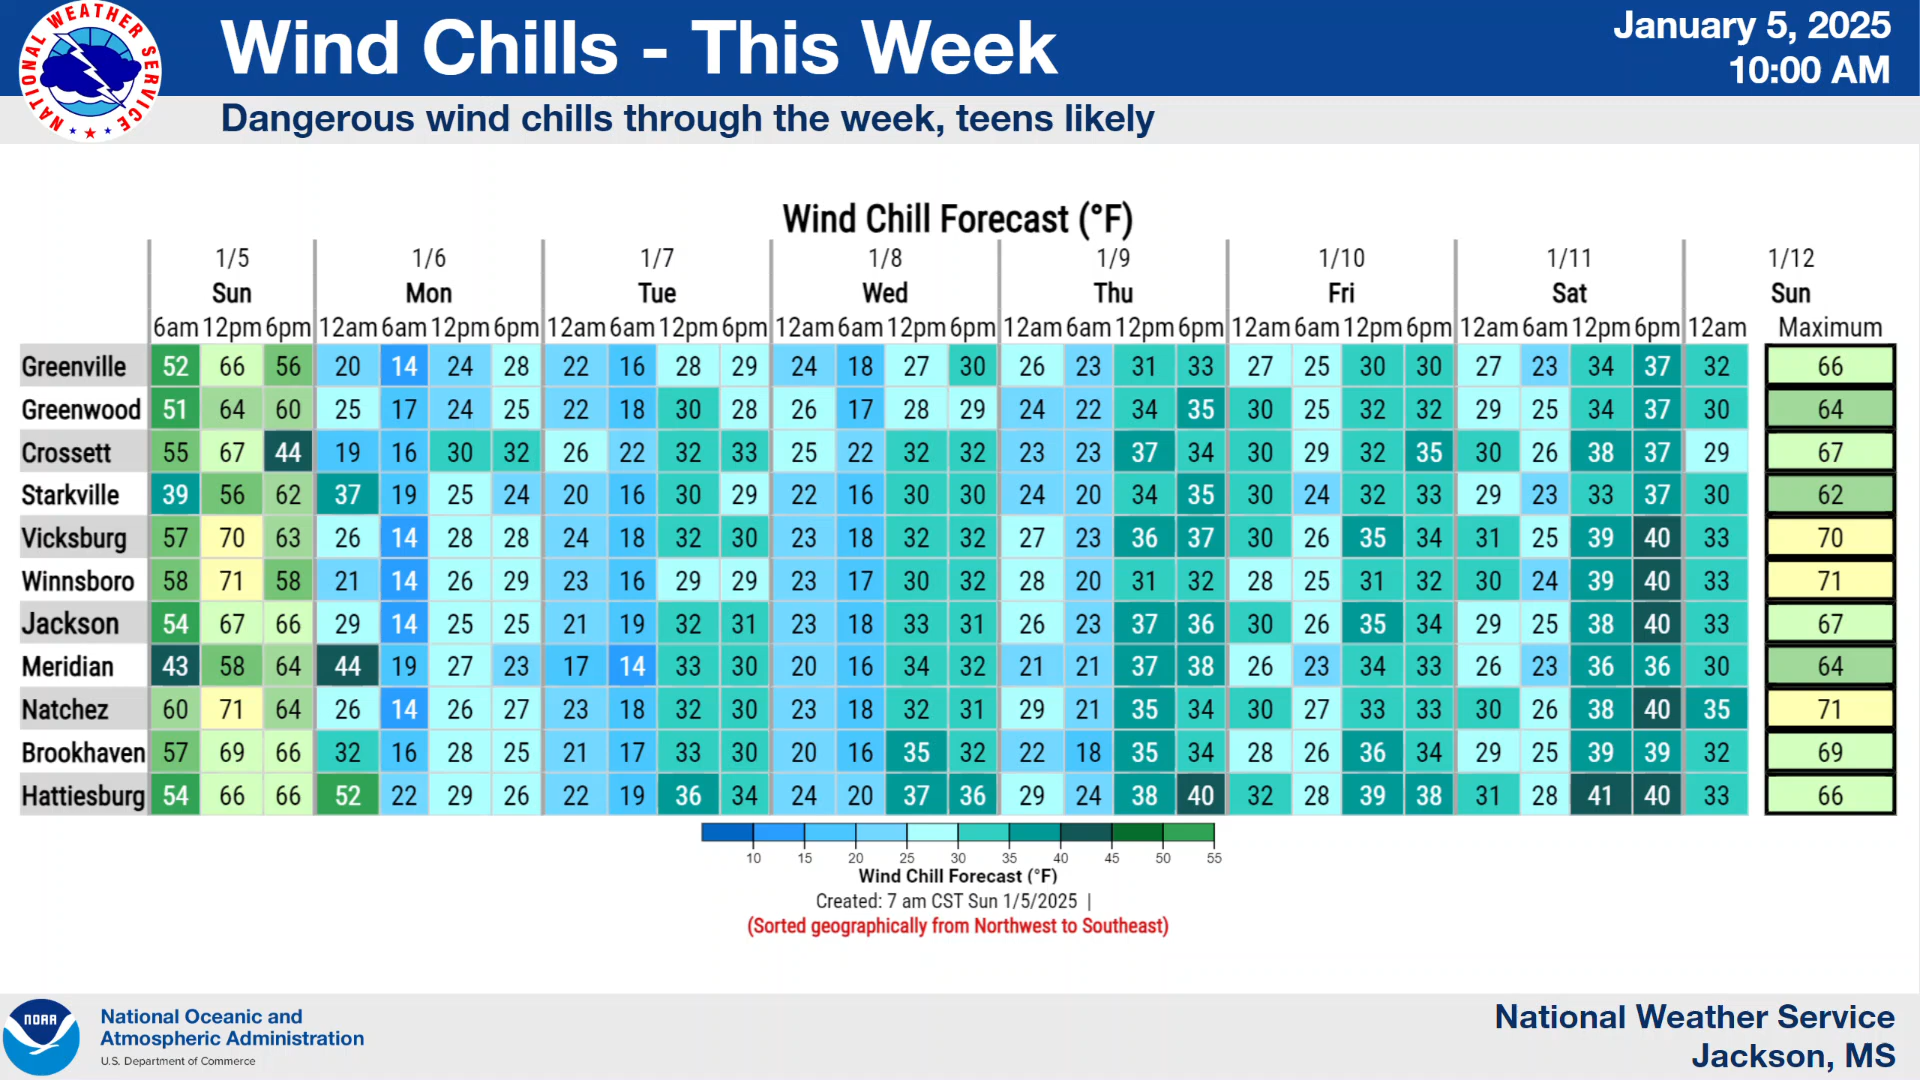 NATIONAL WEATHER SERVICE
Wind Chills - This Week
January 5, 2025
10:00 AM
Dangerous wind chills through the week, teens likely
Wind Chill Forecast (°F)
1/5 1/6 1/7 1/8 1/9 1/10 1/11 1/12
Sun Mon Tue Wed Thu Fri Sat Sun
6am 12pm 6pm 12am 6am 12pm 6pm 12am 6am 12pm 6pm 12am 6am 12pm 6pm 12am 6am 12pm 6pm 12am 6am 12pm 6pm 12am 6am 12pm 6pm 12am Maximum
Greenville 52 66 56 20 14 24 28 22 16 28 29 24 18 27 30 26 23 31 33 27 25 30 30 27 23 34 37 32 66
Greenwood 51 64 60 25 17 24 25 22 18 30 28 26 17 28 29 24 22 34 35 30 25 32 32 29 25 34 37 30 64
Crossett 55 67 44 19 16 30 32 26 22 32 33 25 22 32 32 23 23 37 34 30 29 32 35 30 26 38 37 29 67
Starkville 39 56 62 37 19 25 24 20 16 30 29 22 16 30 30 24 20 34 35 30 24 32 33 29 23 33 37 30 62
Vicksburg 57 70 63 26 14 28 28 24 18 32 30 23 18 32 32 27 23 36 37 30 26 35 34 31 25 39 40 33 70
Winnsboro 58 71 58 21 14 26 29 23 16 29 29 23 17 30 32 28 20 31 32 28 25 31 32 30 24 39 40 33 71
Jackson 54 67 66 29 14 25 25 21 19 32 31 23 18 33 31 26 23 37 36 30 26 35 34 29 25 38 40 33 67
Meridian 43 58 64 44 19 27 23 17 14 33 30 20 16 34 32 21 21 37 38 26 23 34 33 26 23 36 36 30 64
Natchez 60 71 64 26 14 26 27 23 18 32 30 23 18 32 31 29 21 35 34 30 27 33 33 30 26 38 40 35 71
Brookhaven 57 69 66 32 16 28 25 21 17 33 30 20 16 35 32 22 18 35 34 28 26 36 34 29 25 39 39 32 69
Hattiesburg 54 66 66 52 22 29 26 22 19 36 34 24 20 37 36 29 24 38 40 32 28 39 38 31 28 41 40 33 66
10 15 20 25 30 35 40 45 50 55
Wind Chill Forecast (°F)
Created: 7 am CST Sun 1/5/2025 |
(Sorted geographically from Northwest to Southeast)
NOAA
National Oceanic and
Atmospheric Administration
U.S. Department of Commerce
National Weather Service
Jackson, MS